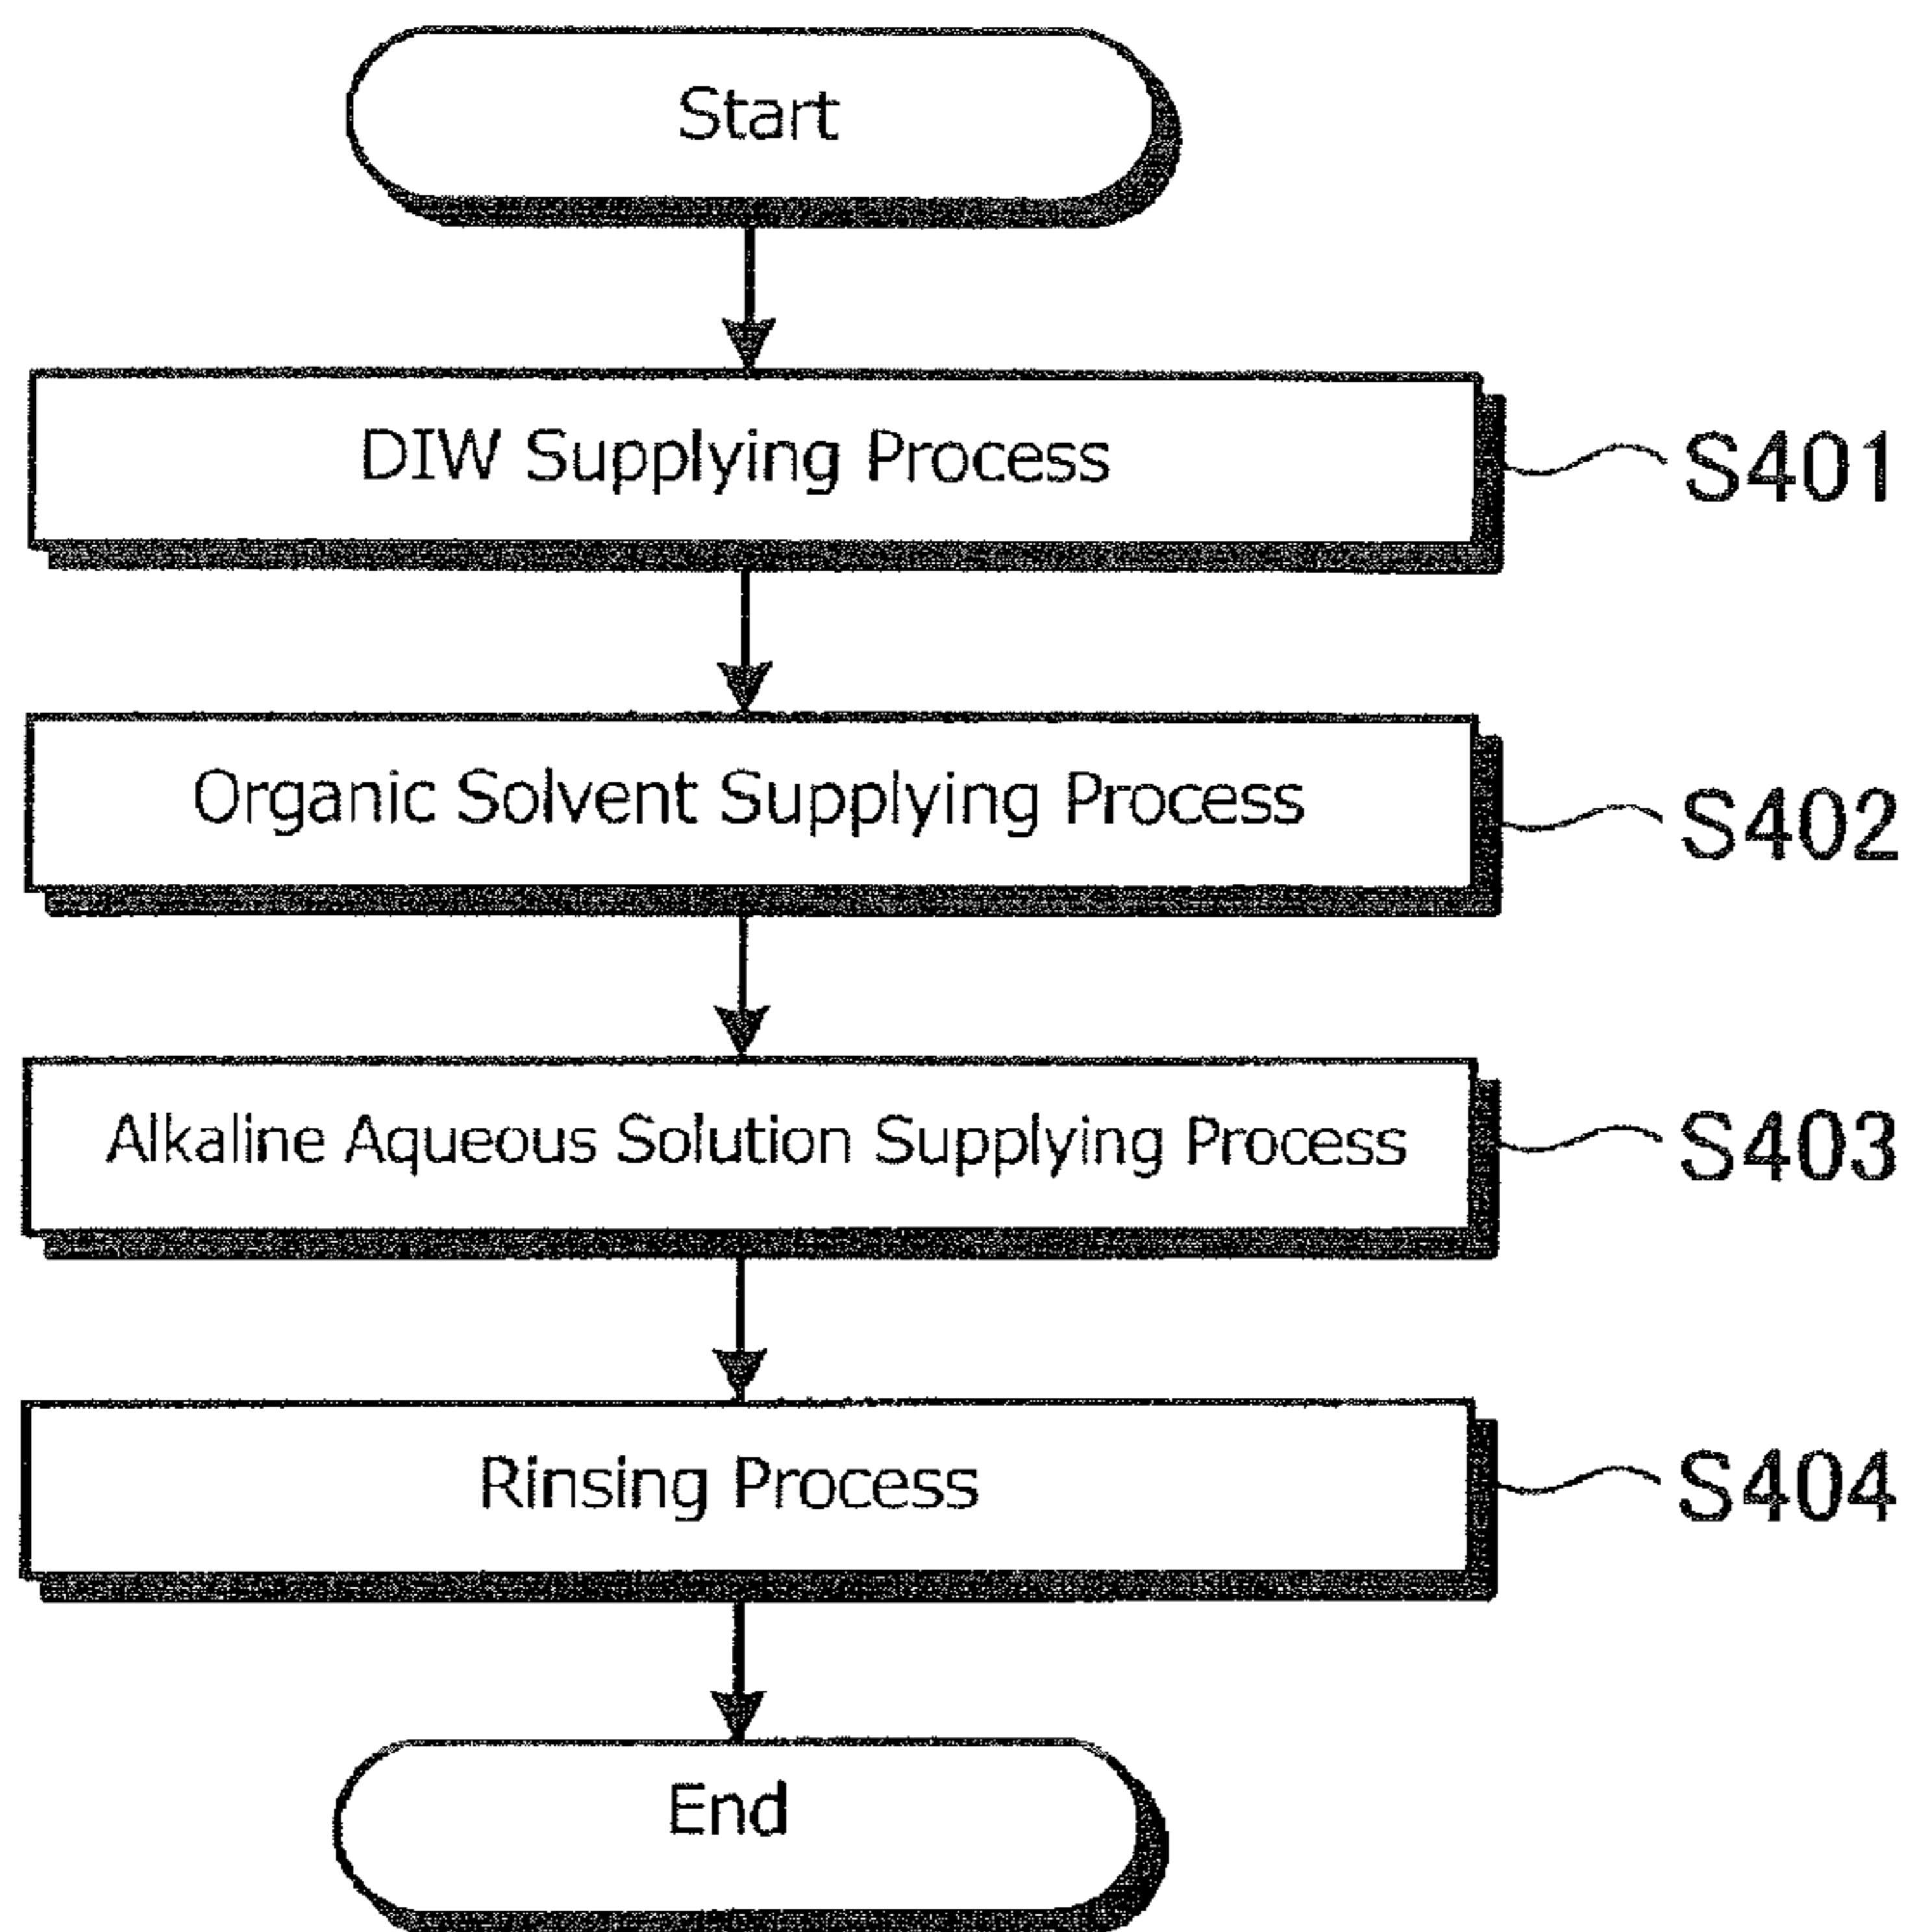 Start
DIW Supplying Process
S401
Organic Solvent Supplying Process
S402
Alkaline Aqueous Solution Supplying Process
S403
Rinsing Process
S404
End